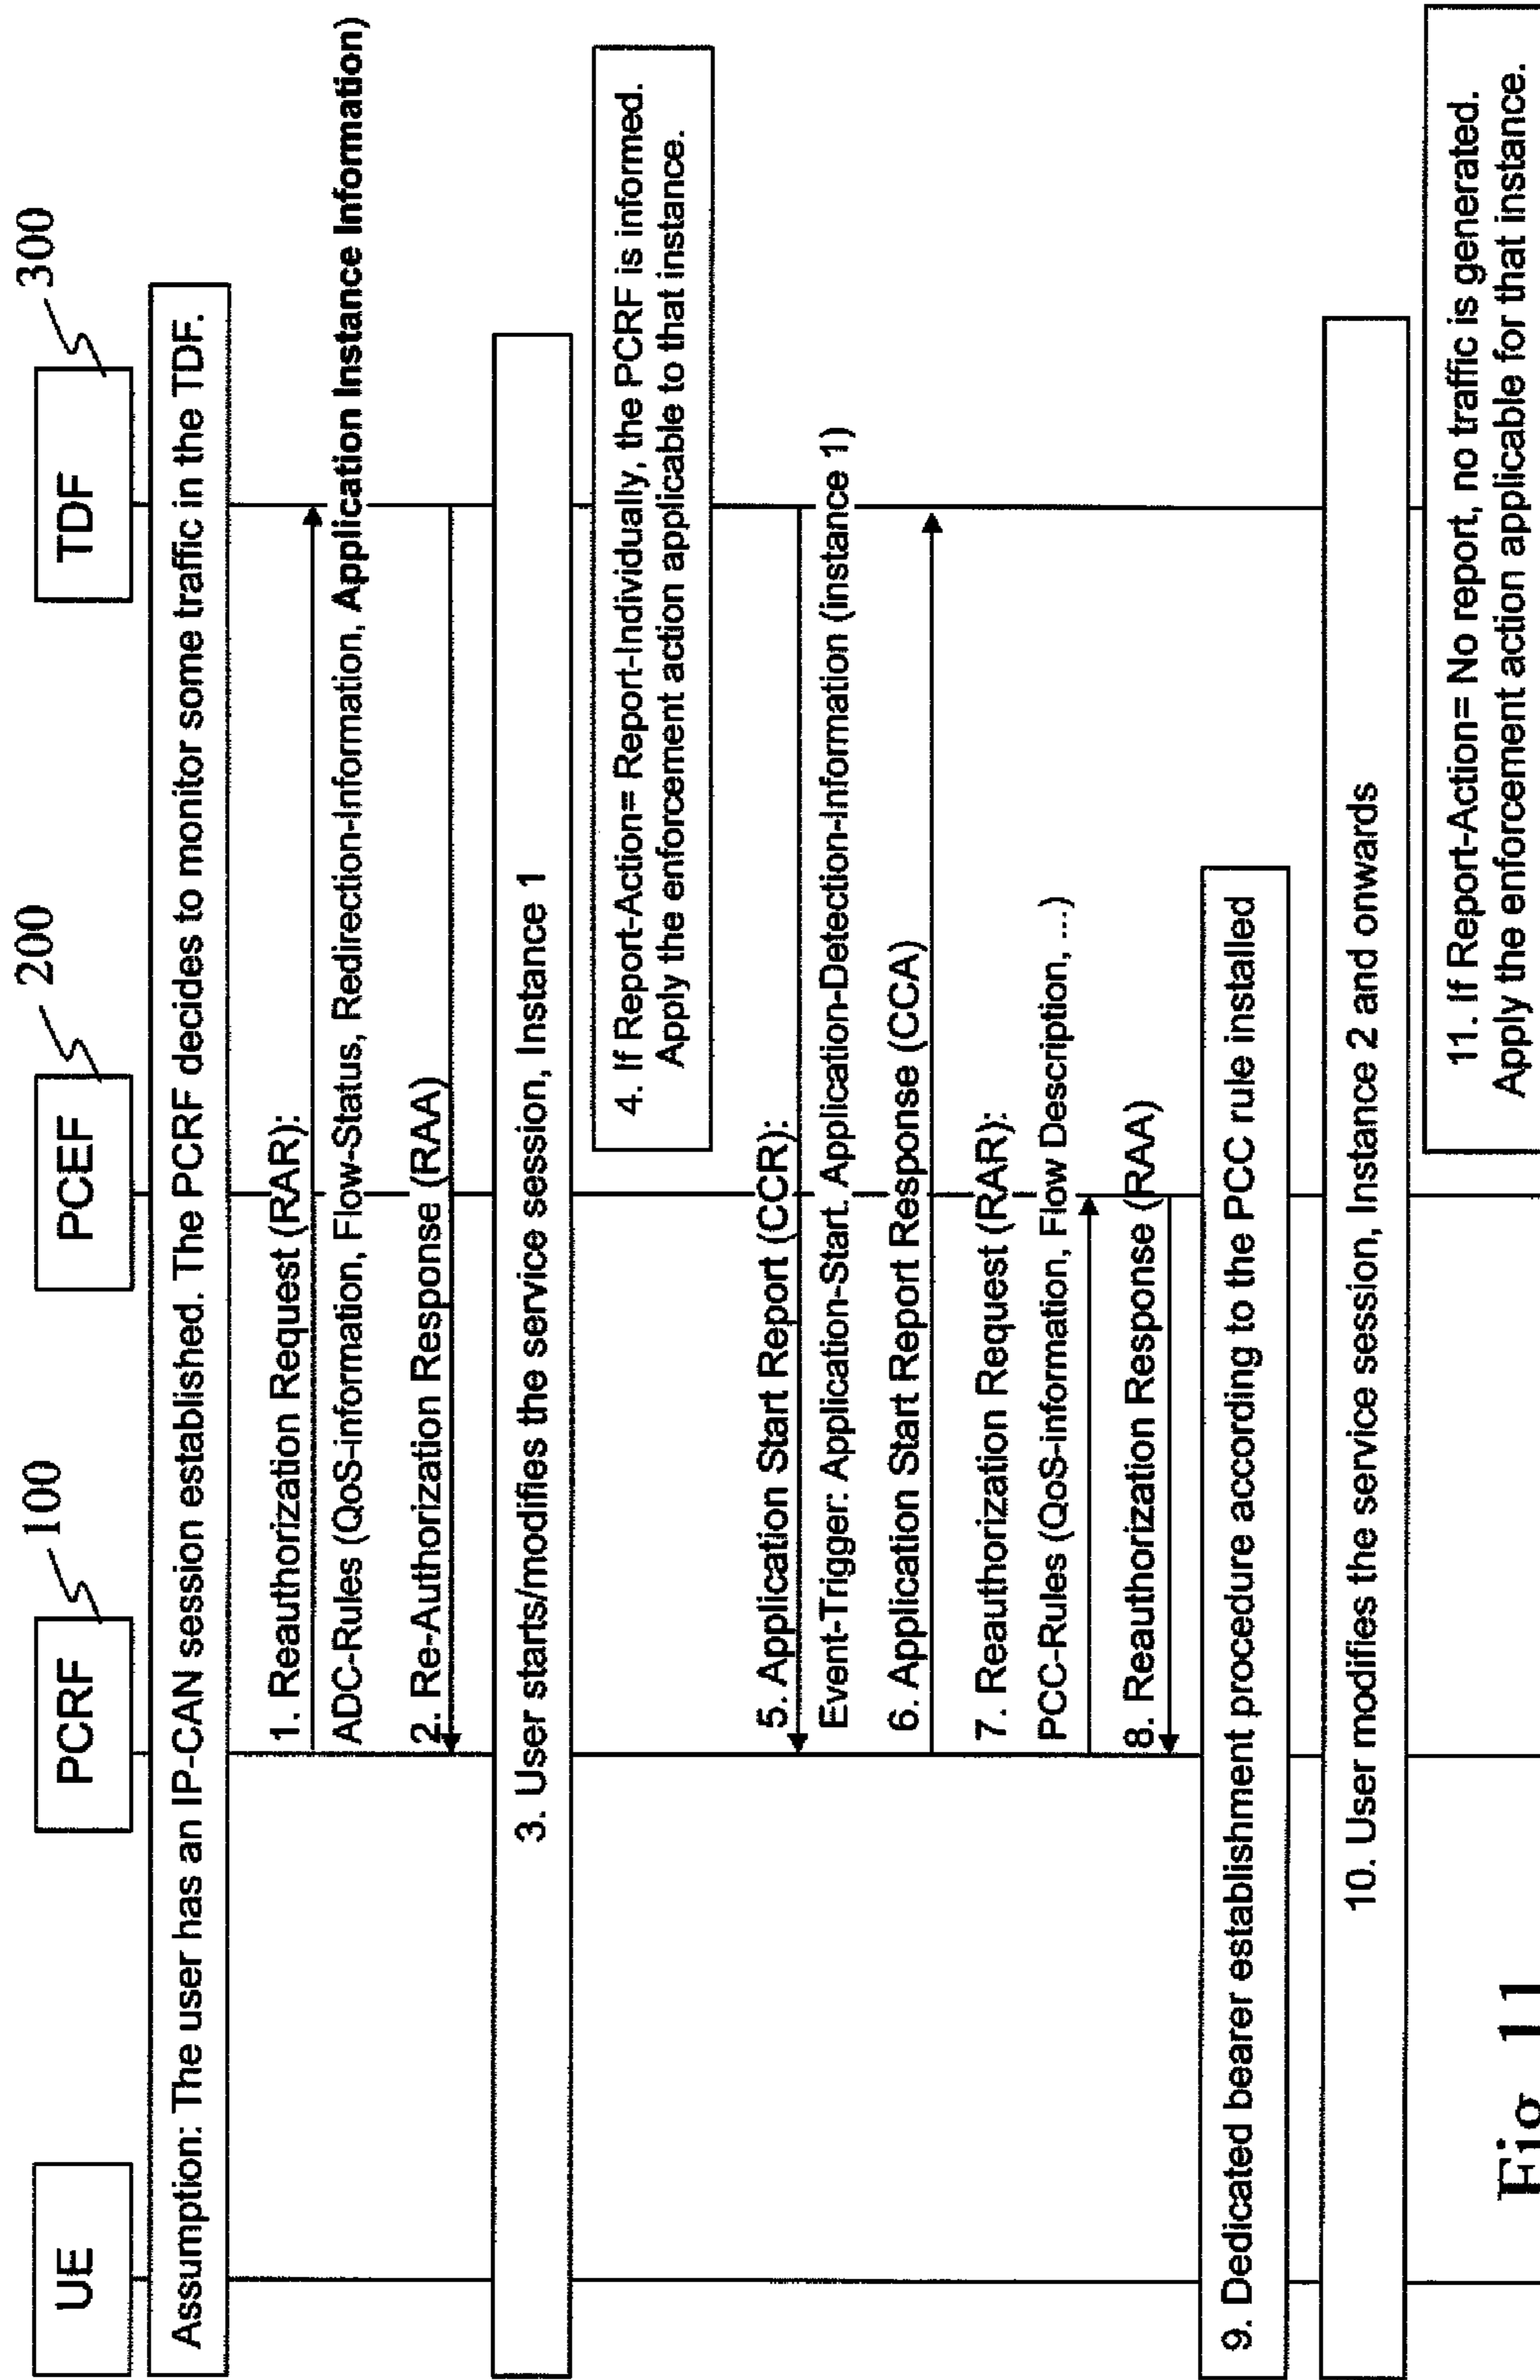 UE
PCRF
100
PCEF
200
TDF
300
Assumption: The user has an IP-CAN session established. The PCRF decides to monitor some traffic in the TDF.
1. Reauthorization Request (RAR):
ADC-Rules (QoS-information, Flow-Status, Redirection-Information, Application Instance Information)
2. Re-Authorization Response (RAA)
3. User starts/modifies the service session, Instance 1
4. If Report-Action= Report-Individually, the PCRF is informed.
Apply the enforcement action applicable to that instance.
5. Application Start Report (CCR):
Event-Trigger: Application-Start. Application-Detection-Information (instance 1)
6. Application Start Report Response (CCA)
7. Reauthorization Request (RAR):
PCC-Rules (QoS-information, Flow Description, ...)
8. Reauthorization Response (RAA)
9. Dedicated bearer establishment procedure according to the PCC rule installed
10. User modifies the service session, Instance 2 and onwards
11. If Report-Action= No report, no traffic is generated.
Apply the enforcement action applicable for that instance.
Fig. 11